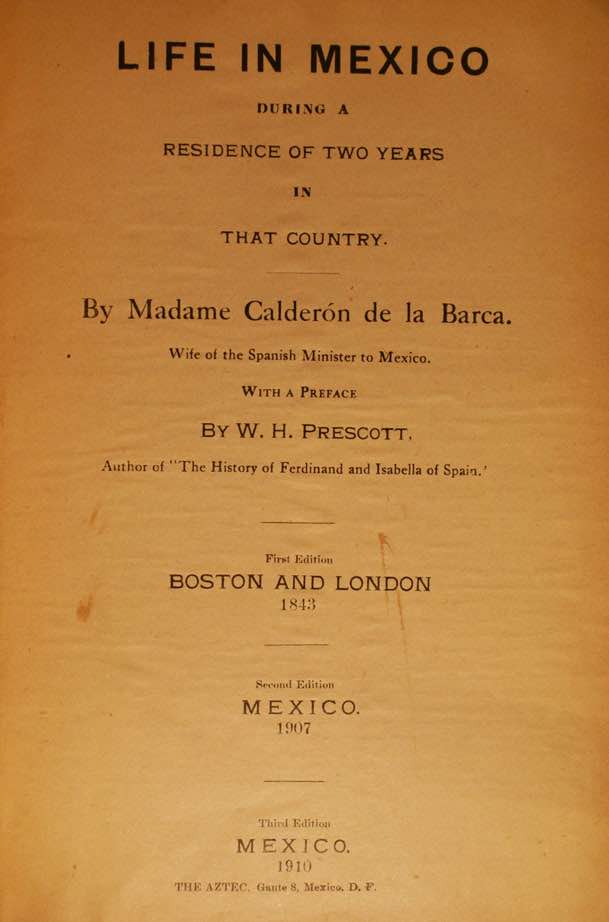 LIFE IN MEXICO
DURING A
RESIDENCE OF TWO YEARS
IN
THAT COUNTRY.
By Madame Calderón de la Barca.
Wife of the Spanish Minister to Mexico.
WITH A PREFACE
BY W. H. PRESCOTT,
Author of "The History of Ferdinand and Isabella of Spain.'
First Edition
BOSTON AND LONDON
1843
Second Edition
MEXICO.
1907
Third Edition
MEXICO.
1910
THE AZTEC, Gante 8, Mexico, D. F.